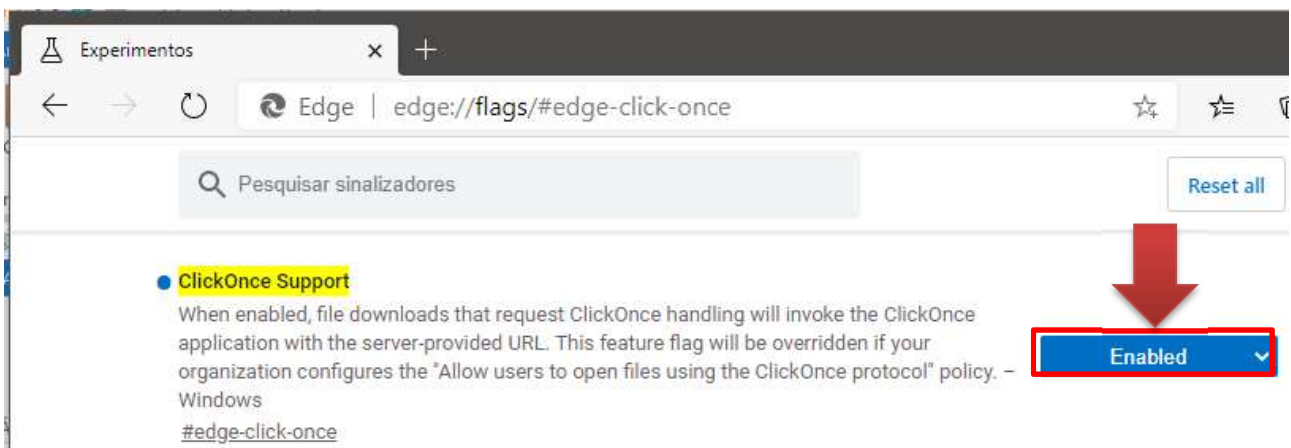 Experimentos
Edge | edge://flags/#edge-click-once
Pesquisar sinalizadores
Reset all
ClickOnce Support
When enabled, file downloads that request ClickOnce handling will invoke the ClickOnce
application with the server-provided URL. This feature flag will be overridden if your
organization configures the "Allow users to open files using the ClickOnce protocol" policy. –
Windows
#edge-click-once
Enabled